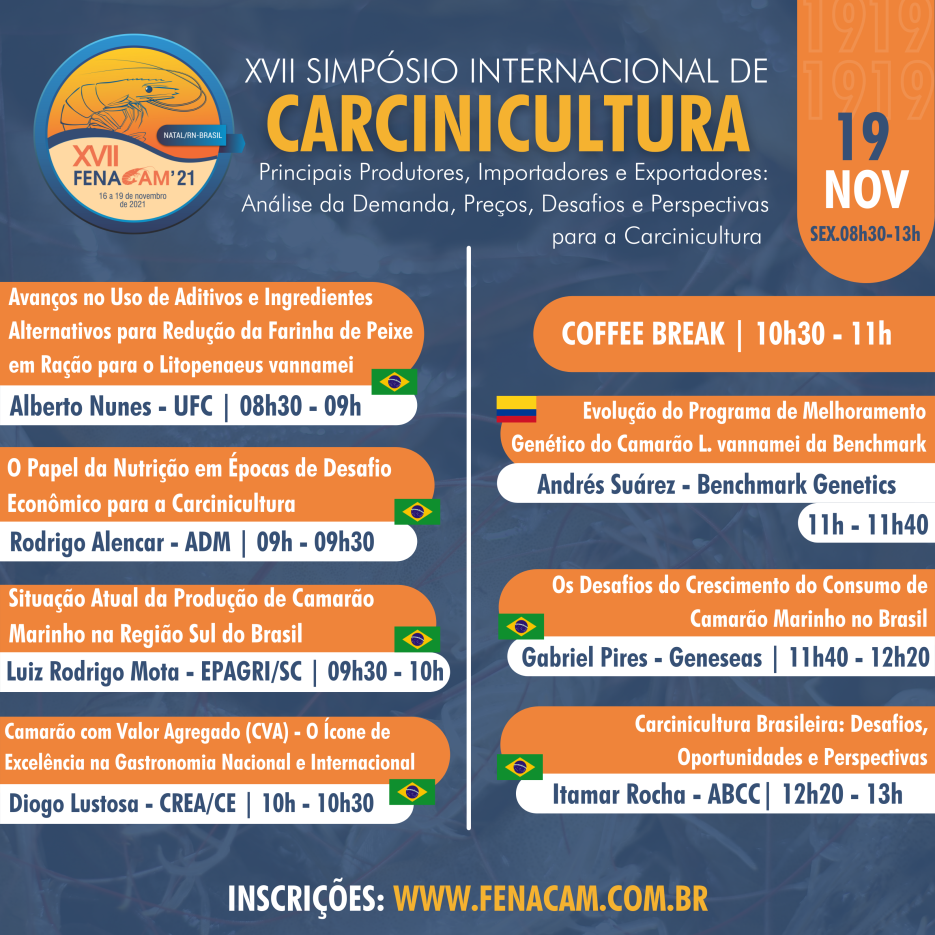 XVII SIMPÓSIO INTERNACIONAL DE
CARCINICULTURA
Principais Produtores, Importadores e Exportadores:
Análise da Demanda, Preços, Desafios e Perspectivas
para a Carcinicultura
NATAL/RN-BRASIL
XVII
FENACAM'21
16 a 19 de novembro
de 2021
1919
1919
19
NOV
SEX.08h30-13h
Avanços no Uso de Aditivos e Ingredientes
Alternativos para Redução da Farinha de Peixe
em Ração para o Litopenaeus vannamei
Alberto Nunes - UFC | 08h30 - 09h
O Papel da Nutrição em Épocas de Desafio
Econômico para a Carcinicultura
Rodrigo Alencar - ADM | 09h - 09h30
Situação Atual da Produção de Camarão
Marinho na Região Sul do Brasil
Luiz Rodrigo Mota - EPAGRI/SC | 09h30 - 10h
Camarão com Valor Agregado (CVA) - O Ícone de
Excelência na Gastronomia Nacional e Internacional
Diogo Lustosa - CREA/CE | 10h - 10h30
COFFEE BREAK | 10h30 - 11h
Evolução do Programa de Melhoramento
Genético do Camarão L. vannamei da Benchmark
Andrés Suárez - Benchmark Genetics
11h - 11h40
Os Desafios do Crescimento do Consumo de
Camarão Marinho no Brasil
Gabriel Pires - Geneseas | 11h40 - 12h20
Carcinicultura Brasileira: Desafios,
Oportunidades e Perspectivas
Itamar Rocha - ABCC| 12h20 - 13h
INSCRIÇÕES: WWW.FENACAM.COM.BR